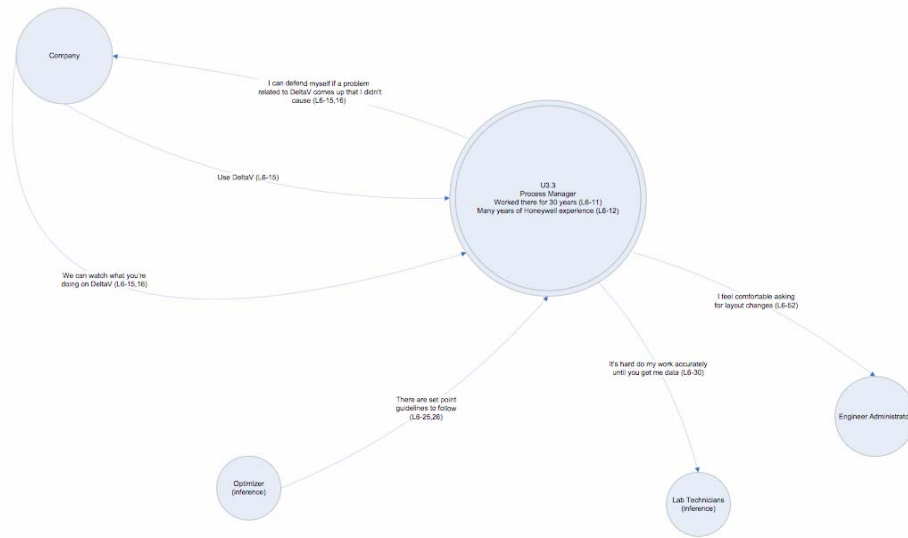 Company
I can defend myself if a problem
related to DeltaV comes up that I didn't
cause (L6-15,16)
Use DeltaV (L6-15)
U3.3
Process Manager
Worked there for 30 years (L6-11)
Many years of Honeywell experience (L6-12)
We can watch what you're
doing on DeltaV (L6-15,16)
I feel comfortable asking
for layout changes (L6-52)
It's hard do my work accurately
until you get me data (L6-30)
There are set point
guidelines to follow
(L6-25,26)
Engineer Administrato
Optimizer
(inference)
Lab Technicians
(inference)